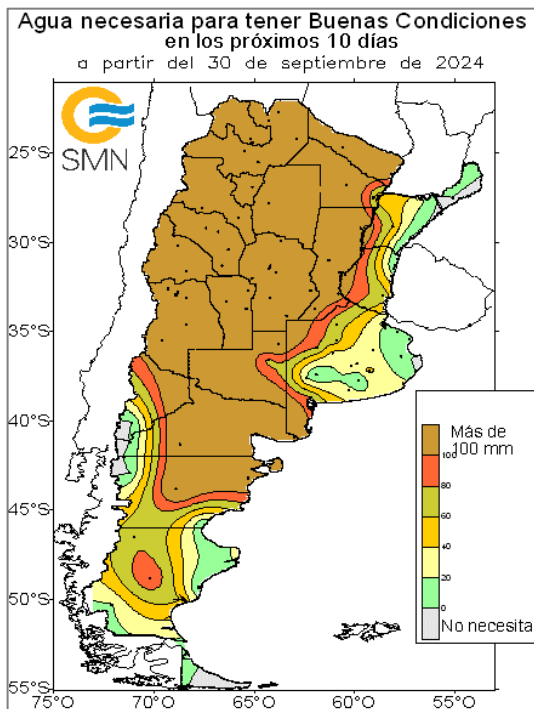 Agua necesaria para tener Buenas Condiciones
en los próximos 10 días
a partir del 30 de septiembre de 2024
SMN
25°S
30°S
35°S
40°S
45°S
50°S
55°S
75°W
70°W
65°W
60°W
55°W
Más de
100 mm
100
80
60
40
20
0
No necesita